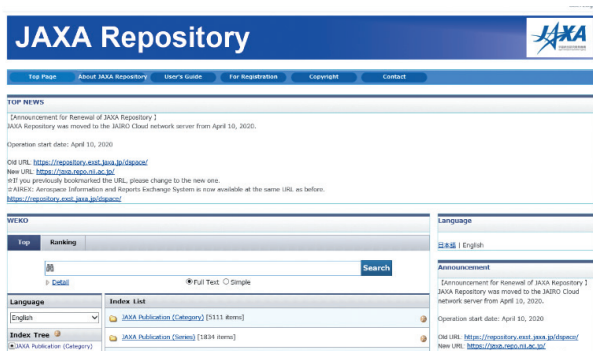 JAXA Repository
JAXA
Top Page About JAXA Repository User's Guide For Registration Copyright Contact
TOP NEWS
【Announcement for Renewal of JAXA Repository 】
JAXA Repository was moved to the JAIRO Cloud network server from April 10, 2020.
Operation start date: April 10, 2020
Old URL https://repository.exst.jaxa.jp/dspace/
New URL https://jaxa.repo.nii.ac.jp/
※If you previously bookmarked the URL, please change to the new one.
※AIREX: Aerospace Information and Reports Exchange System is now available at the same URL as before.
https://repository.exst.jaxa.jp/dspace/
WEKO
Top Ranking
Search
Detail
Full Text Simple
Language
English
Index Tree
JAXA Publication (Category)
Index List
JAXA Publication (Category) [5111 items]
JAXA Publication (Series) [1834 items]
Language
日本語 | English
Announcement
【Announcement for Renewal of JAXA Repository 】
JAXA Repository was moved to the JAIRO Cloud
network server from April 10, 2020.
Operation start date: April 10, 2020
Old URL https://repository.exst.jaxa.jp/dspace/
New URL https://jaxa.repo.nii.ac.jp/